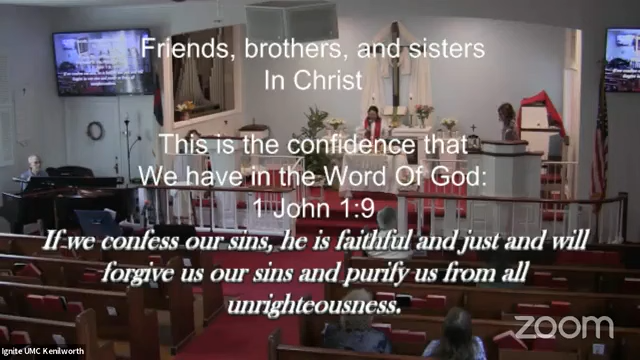 Friends, brothers, and sisters
In Christ
This is the confidence that
We have in the Word Of God:
1 John 1:9
If we confess our sins, he is faithful and just and will
forgive us our sins and purify us from all
unrighteousness.
zoom
Ignite UMC Kenilworth